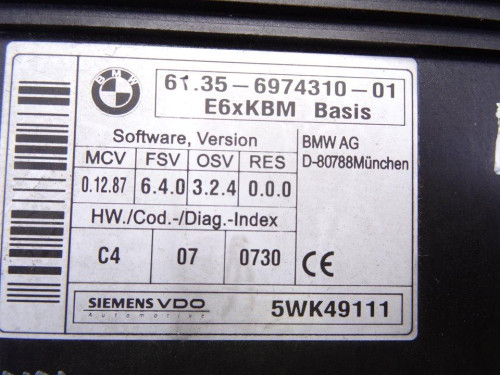 BMW
61.35-6974310-01
E6xKBM Basis
Software, Version
BMW AG
D-80788München
MCV FSV OSV RES
0.12.87 6.4.0 3.2.4 0.0.0
HW./Cod.-/Diag.-Index
C4 07 0730 CE
SIEMENS VDO
Automotive
5WK49111